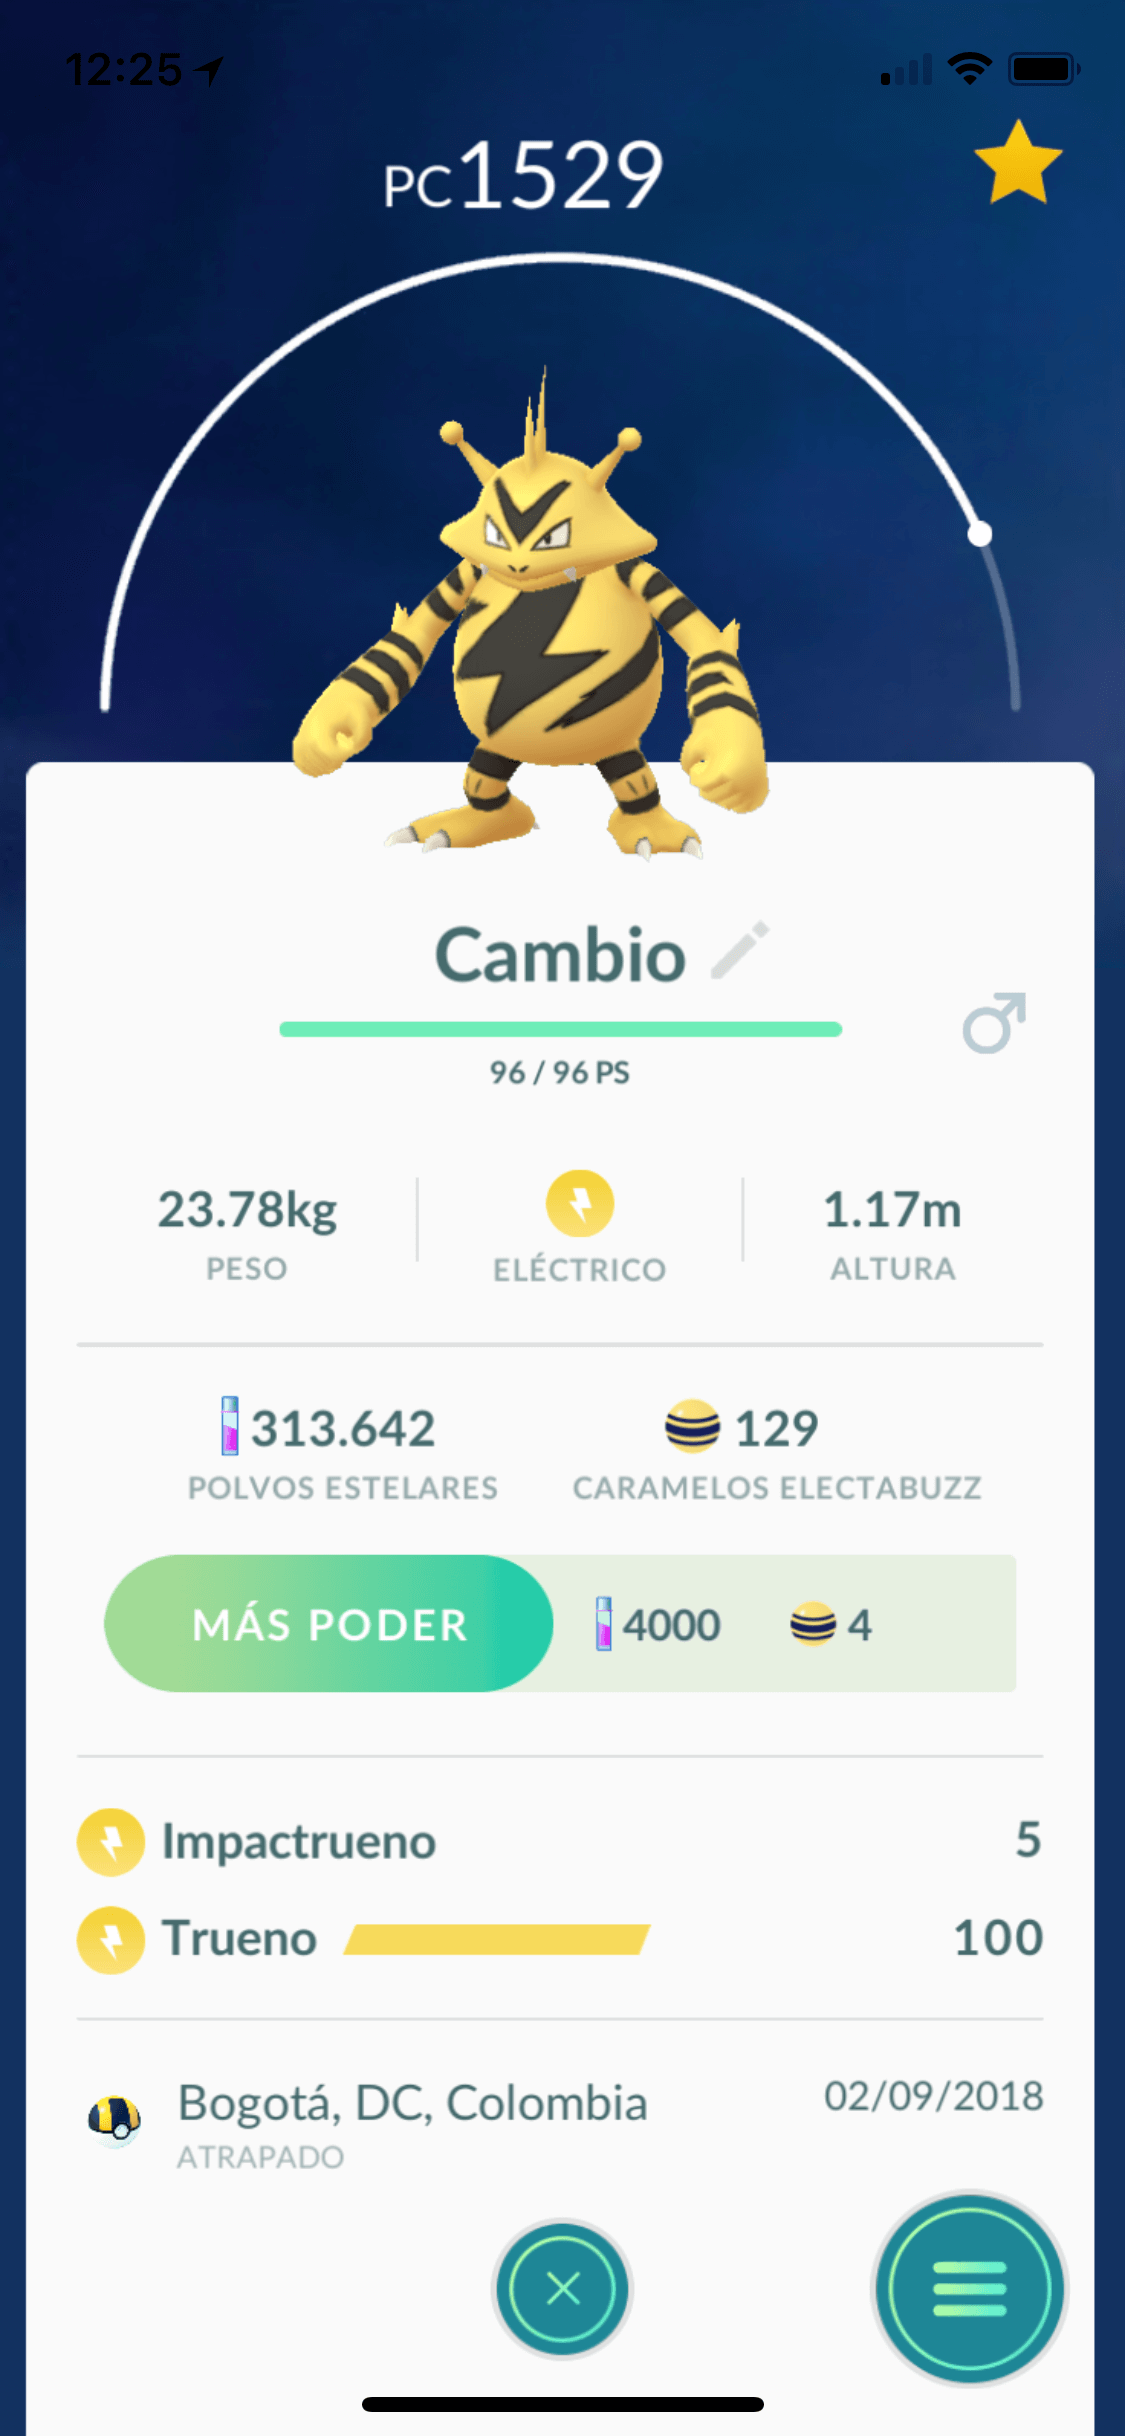 12:25
PC1529
Cambio
96 / 96 PS
23.78kg
PESO
ELÉCTRICO
1.17m
ALTURA
313.642
POLVOS ESTELARES
129
CARAMELOS ELECTABUZZ
MÁS PODER
4000
4
Impactrueno 5
Trueno 100
Bogotá, DC, Colombia 02/09/2018
ATRAPADO